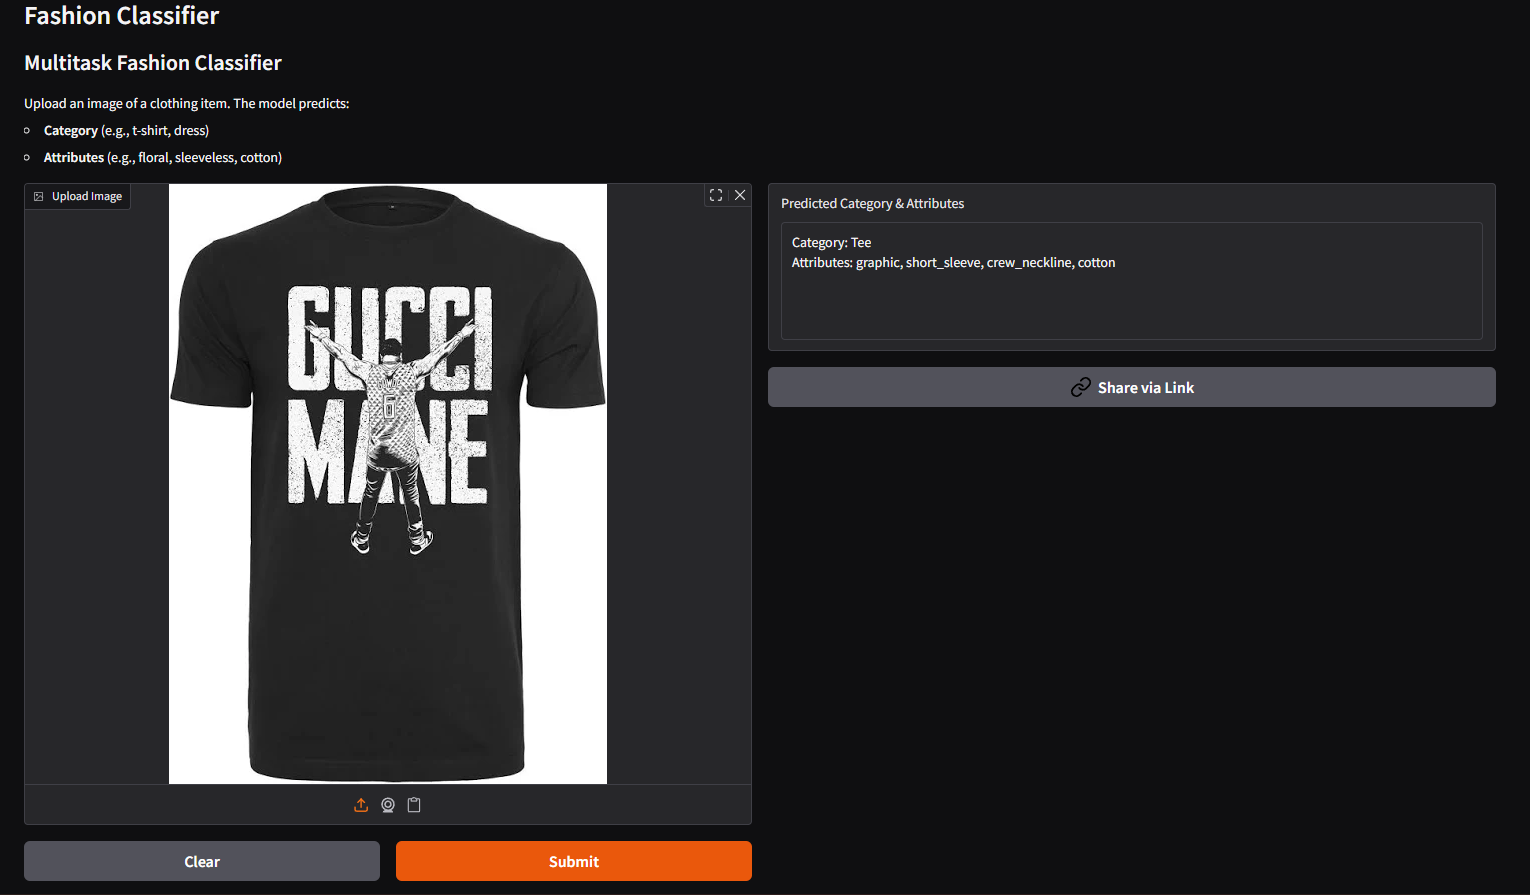 Fashion Classifier
Multitask Fashion Classifier
Upload an image of a clothing item. The model predicts:
Category (e.g., t-shirt, dress)
Attributes (e.g., floral, sleeveless, cotton)
Upload Image
GUCCI
MANE
6
Predicted Category & Attributes
Category: Tee
Attributes: graphic, short_sleeve, crew_neckline, cotton
Share via Link
Clear
Submit